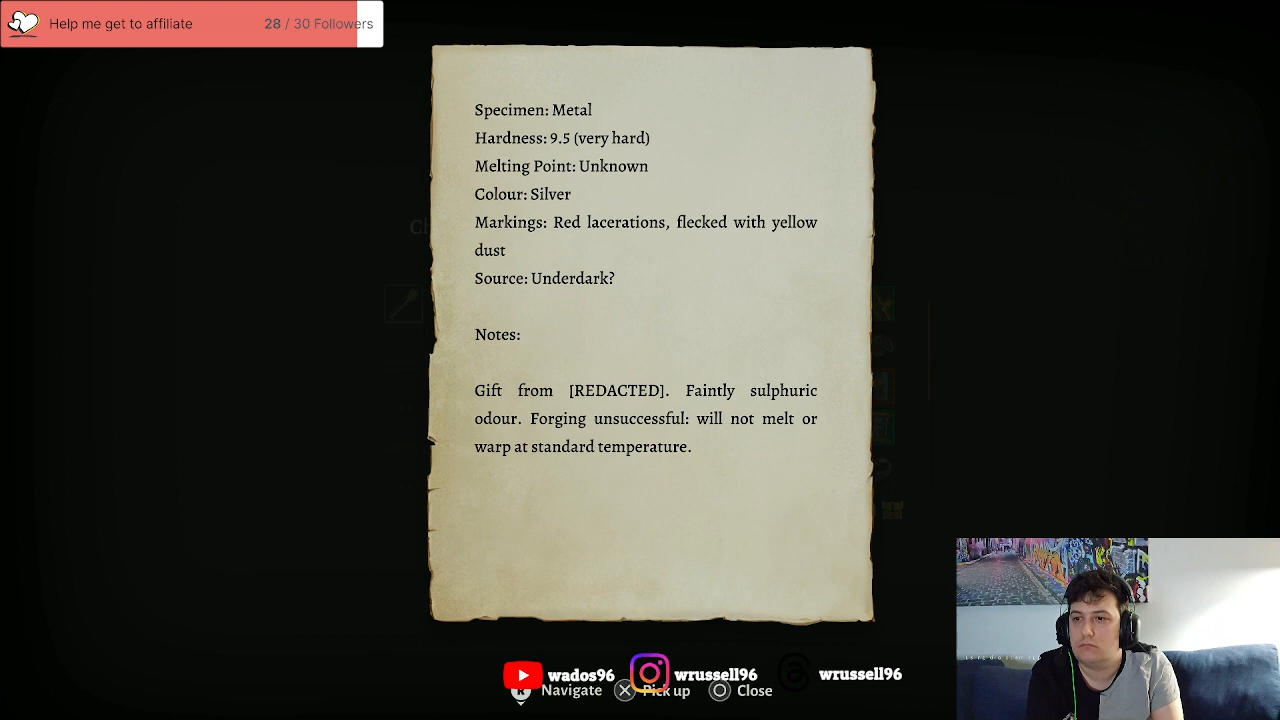 Help me get to affiliate 28 / 30 Followers
Specimen: Metal
Hardness: 9.5 (very hard)
Melting Point: Unknown
Colour: Silver
Markings: Red lacerations, flecked with yellow
dust
Source: Underdark?
Notes:
Gift from [REDACTED]. Faintly sulphuric
odour. Forging unsuccessful: will not melt or
warp at standard temperature.
wados96 wrussell96 wrussell96
R Navigate Pick up Close